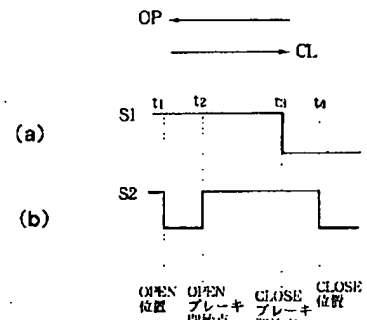 OP
CL
t₁ t₂ t₃ t₄
(a) S1
(b) S2
OPEN OPEN CLOSE CLOSE
位置 ブレーキ ブレーキ 位置